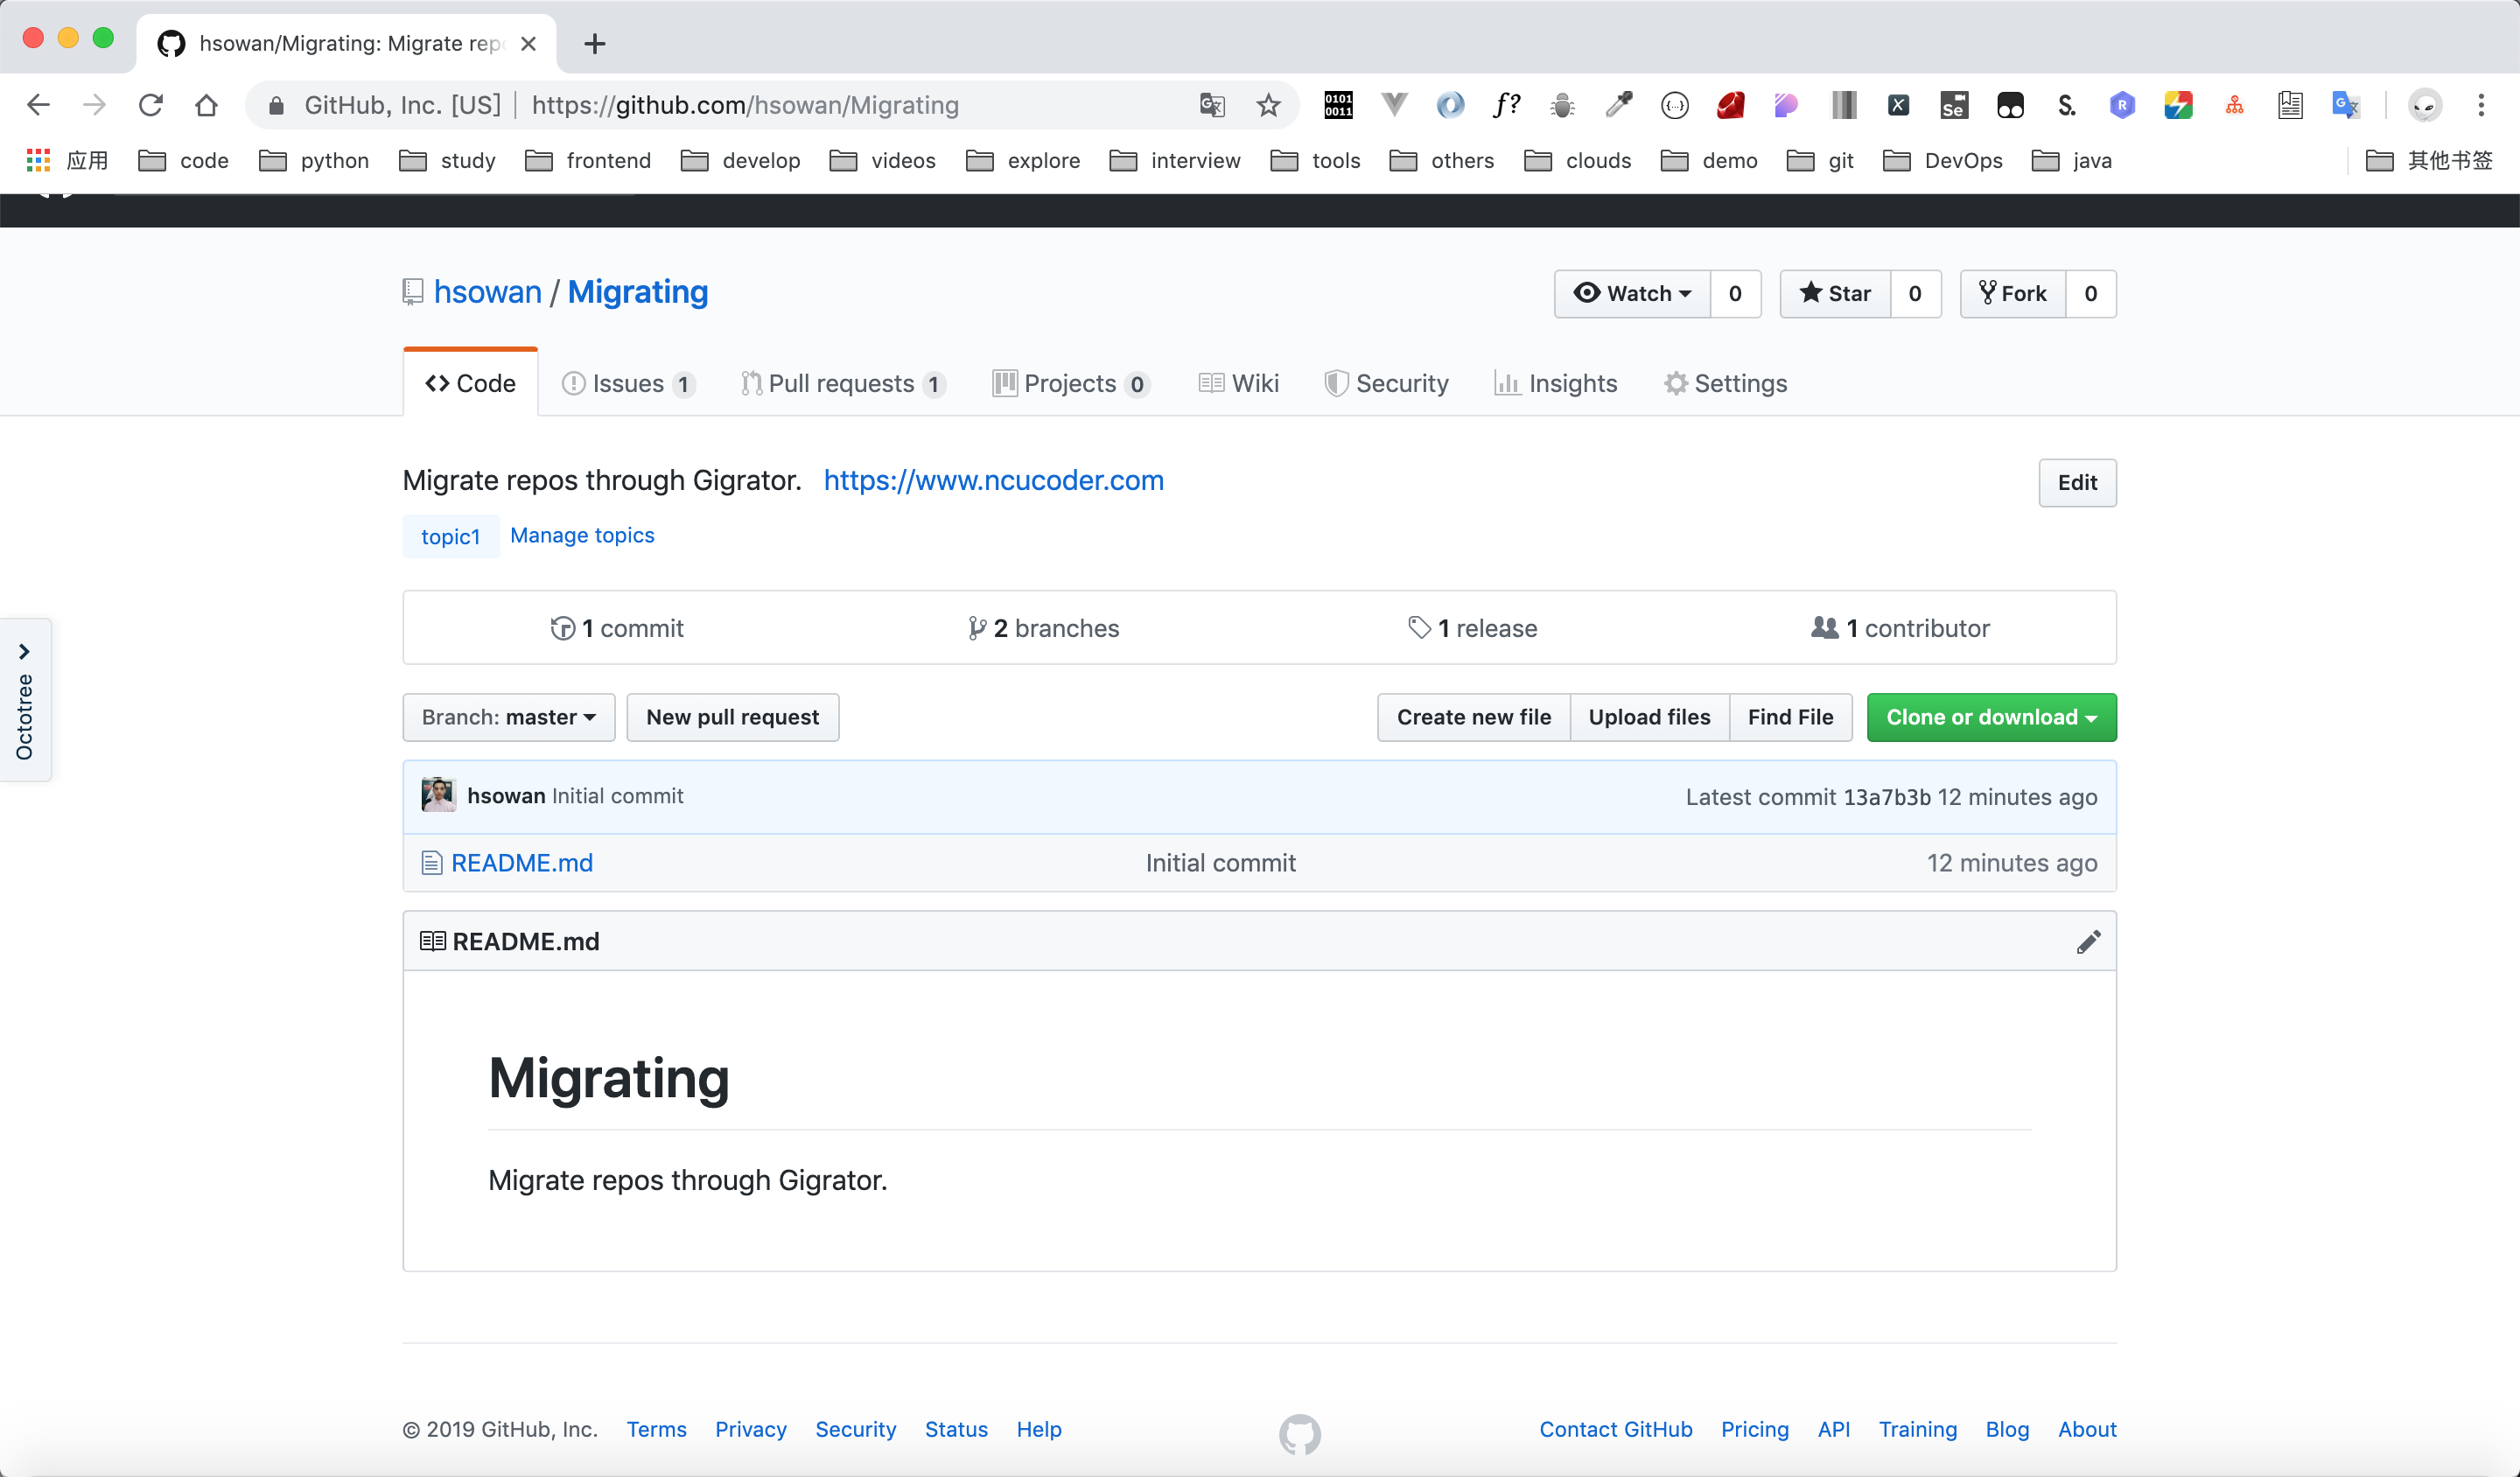 hsowan/Migrating: Migrate rep
GitHub, Inc. [US] | https://github.com/hsowan/Migrating
0101 0011 f? {...} X Se S. R
应用 code python study frontend develop videos explore interview tools others clouds demo git DevOps java 其他书签
hsowan / Migrating Watch 0 Star 0 Fork 0
Code Issues 1 Pull requests 1 Projects 0 Wiki Security Insights Settings
Migrate repos through Gigrator. https://www.ncucoder.com Edit
topic1 Manage topics
1 commit 2 branches 1 release 1 contributor
Octotree
Branch: master New pull request Create new file Upload files Find File Clone or download
hsowan Initial commit Latest commit 13a7b3b 12 minutes ago
README.md Initial commit 12 minutes ago
README.md
Migrating
Migrate repos through Gigrator.
© 2019 GitHub, Inc. Terms Privacy Security Status Help Contact GitHub Pricing API Training Blog About